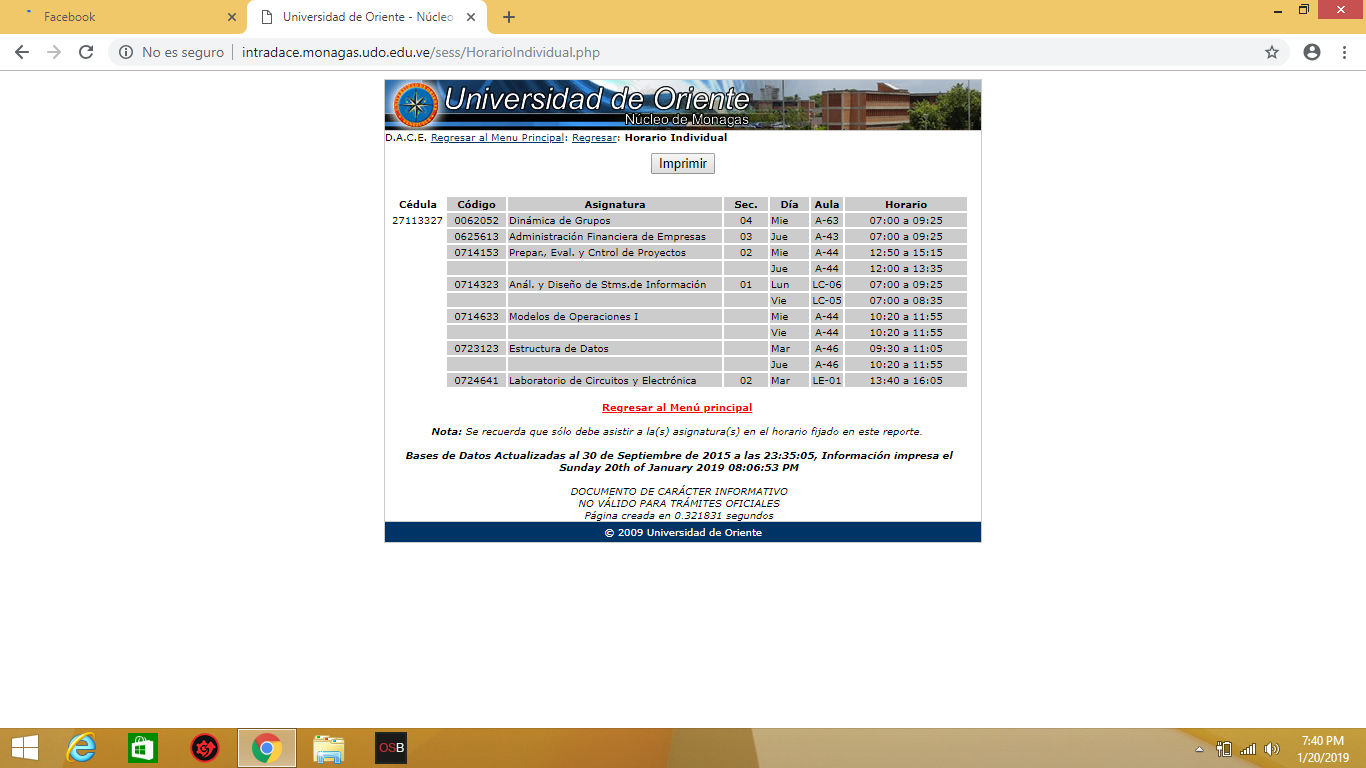 Facebook
Universidad de Oriente - Núcleo
No es seguro
intradace.monagas.udo.edu.ve/sess/HorarioIndividual.php
Universidad de Oriente
Núcleo de Monagas
D.A.C.E. Regresar al Menu Principal: Regresar: Horario Individual
Imprimir
Cédula Código Asignatura Sec. Día Aula Horario
27113327 0062052 Dinámica de Grupos 04 Mie A-63 07:00 a 09:25
0625613 Administración Financiera de Empresas 03 Jue A-43 07:00 a 09:25
0714153 Prepar., Eval. y Cntrol de Proyectos 02 Mie A-44 12:50 a 15:15
Jue A-44 12:00 a 13:35
0714323 Anál. y Diseño de Stms.de Información 01 Lun LC-06 07:00 a 09:25
Vie LC-05 07:00 a 08:35
0714633 Modelos de Operaciones I Mie A-44 10:20 a 11:55
Vie A-44 10:20 a 11:55
0723123 Estructura de Datos Mar A-46 09:30 a 11:05
Jue A-46 10:20 a 11:55
0724641 Laboratorio de Circuitos y Electrónica 02 Mar LE-01 13:40 a 16:05
Regresar al Menú principal
Nota: Se recuerda que sólo debe asistir a la(s) asignatura(s) en el horario fijado en este reporte.
Bases de Datos Actualizadas al 30 de Septiembre de 2015 a las 23:35:05, Información impresa el
Sunday 20th of January 2019 08:06:53 PM
DOCUMENTO DE CARÁCTER INFORMATIVO
NO VÁLIDO PARA TRÁMITES OFICIALES
Página creada en 0.321831 segundos
© 2009 Universidad de Oriente
OSB
7:40 PM
1/20/2019